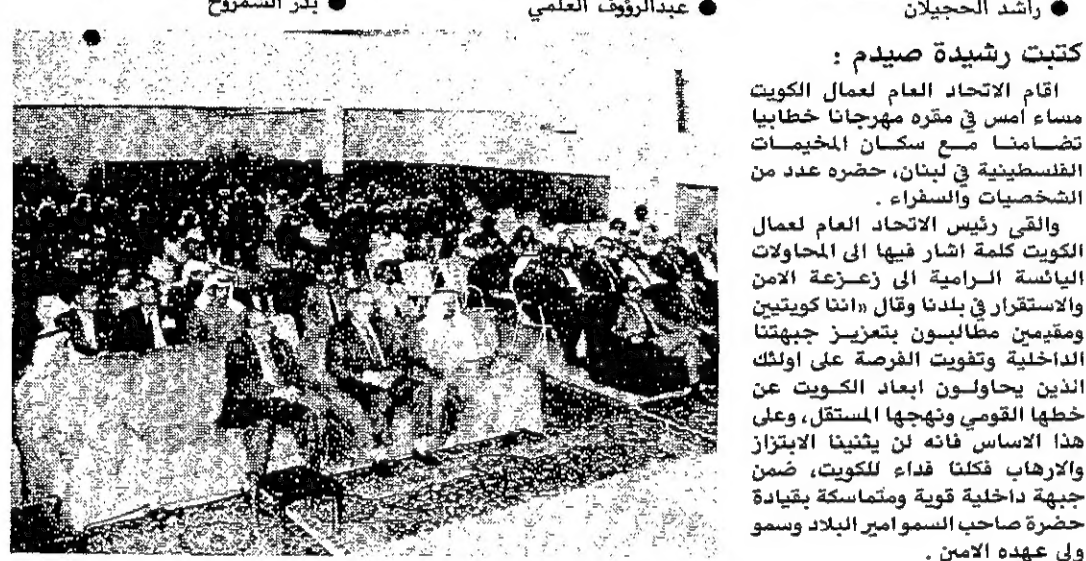 ● راشد الحجيلان
● عبدالرؤوف العلمي
● بدر السمروح
كتبت رشيدة صيدم :
اقام الاتحاد العام لعمال الكويت
مساء امس في مقره مهرجانا خطابيا
تضامنا مع سكان المخيمات
الفلسطينية في لبنان، حضره عدد من
الشخصيات والسفراء .
والقى رئيس الاتحاد العام لعمال
الكويت كلمة اشار فيها الى المحاولات
اليائسة الرامية الى زعزعة الامن
والاستقرار في بلدنا وقال «اننا كويتيين
ومقيمين مطالبون بتعزيز جبهتنا
الداخلية وتفويت الفرصة على اولئك
الذين يحاولون ابعاد الكويت عن
خطها القومي ونهجها المستقل، وعلى
هذا الاساس فانه لن يثنينا الابتزاز
والارهاب فكلنا فداء للكويت، ضمن
جبهة داخلية قوية ومتماسكة بقيادة
حضرة صاحب السمو امير البلاد وسمو
ولي عهده الامين .